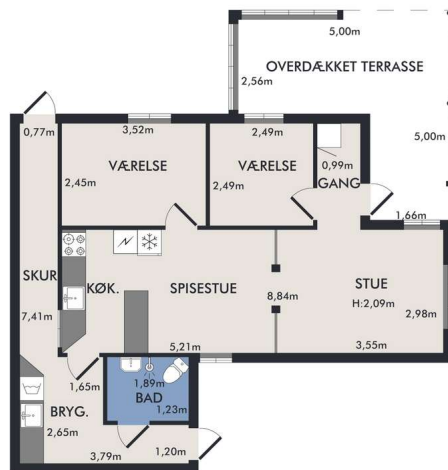 5,00m
OVERDÆKKET TERRASSE
2,56m
5,00m
0,77m
3,52m
2,49m
VÆRELSE
VÆRELSE
0,99m
2,45m
2,49m
GANG
1,66m
SKUR
KØK.
SPISESTUE
STUE
8,84m
H:2,09m
2,98m
7,41m
5,21m
3,55m
1,65m
1,89m
BAD
BRYG.
1,23m
2,65m
3,79m
1,20m